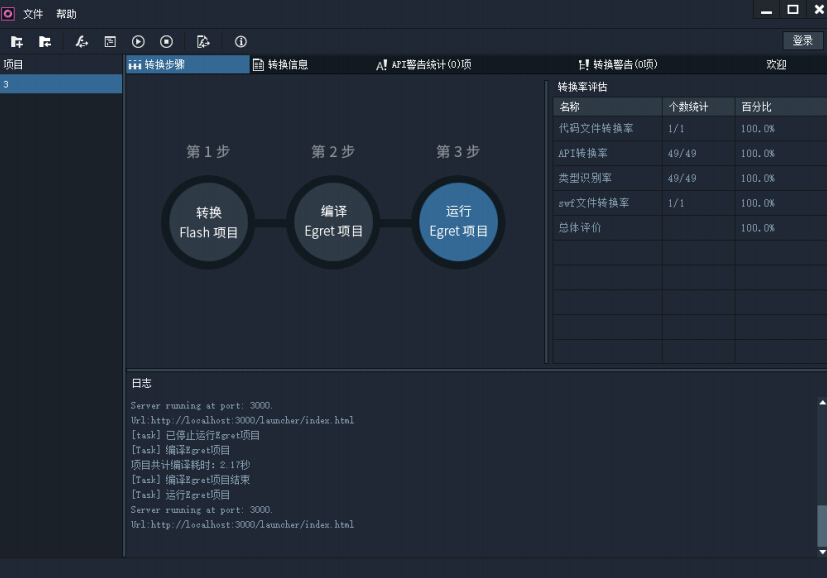 文件 帮助
登录
项目
3
转换步骤 转换信息 API警告统计(0)项 转换警告(0项) 欢迎
第 1 步 第 2 步 第 3 步
转换
Flash 项目
编译
Egret 项目
运行
Egret 项目
转换率评估
名称 个数统计 百分比
代码文件转换率 1/1 100.0%
API转换率 49/49 100.0%
类型识别率 49/49 100.0%
swf文件转换率 1/1 100.0%
总体评价 100.0%
日志
Server running at port: 3000.
Url:http://localhost:3000/launcher/index.html
[task] 已停止运行Egret项目
[Task] 编译Egret项目
项目共计编译耗时: 2.17秒
[Task] 编译Egret项目结束
[Task] 运行Egret项目
Server running at port: 3000.
Url:http://localhost:3000/launcher/index.html